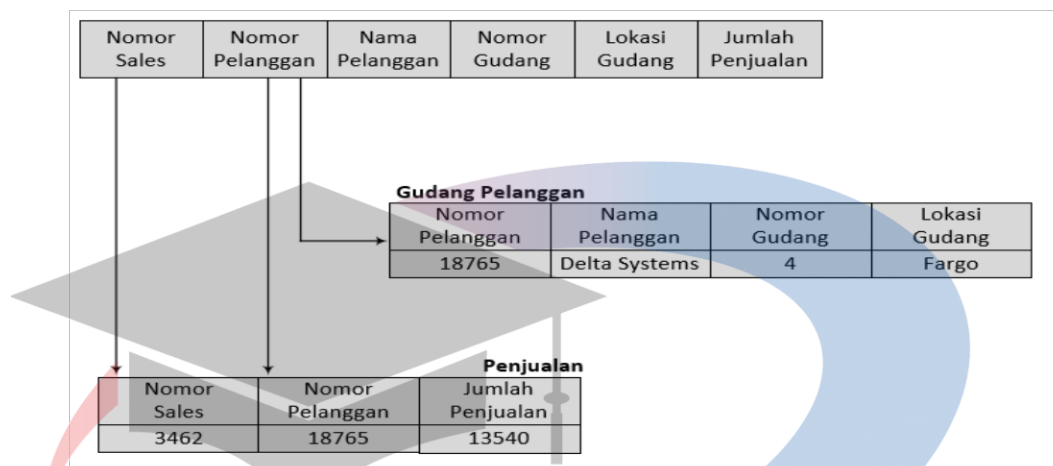 Nomor Nomor Nama Nomor Lokasi Jumlah
Sales Pelanggan Pelanggan Gudang Gudang Penjualan
Gudang Pelanggan
Nomor Nama Nomor Lokasi
Pelanggan Pelanggan Gudang Gudang
18765 Delta Systems 4 Fargo
Penjualan
Nomor Nomor Jumlah
Sales Pelanggan Penjualan
3462 18765 13540